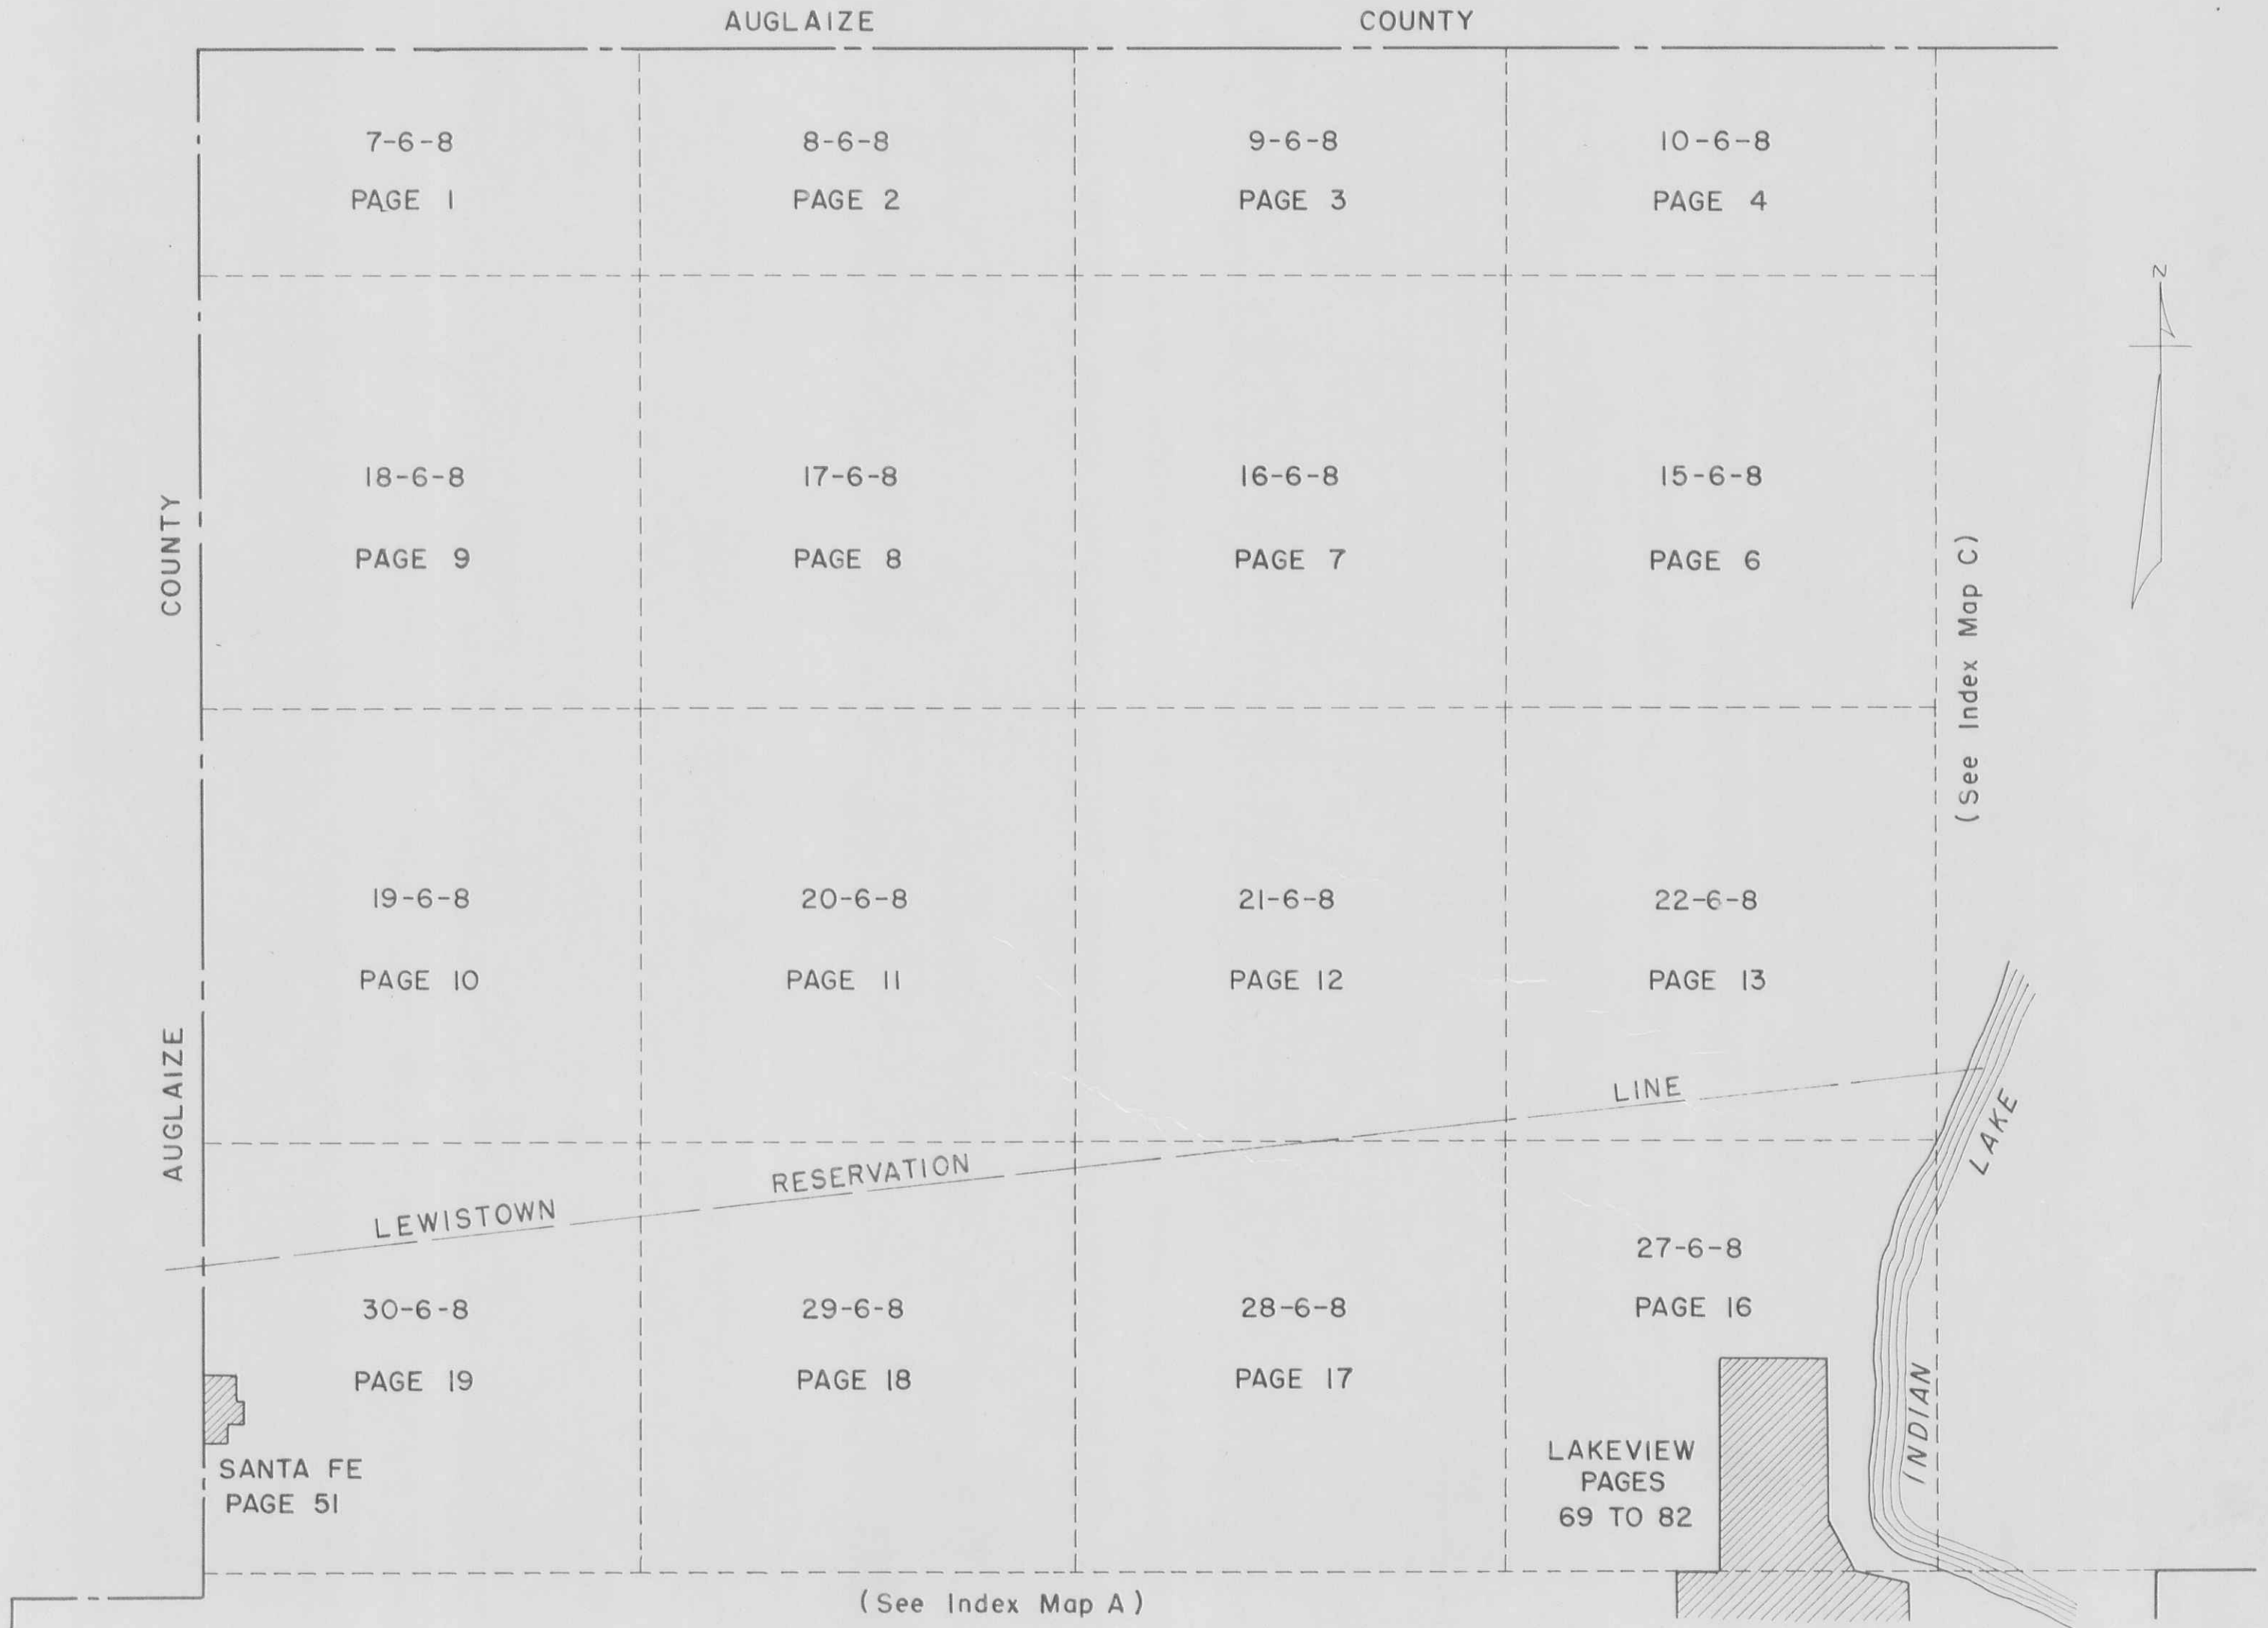 AUGLAIZE COUNTY
7-6-8
PAGE 1
8-6-8
PAGE 2
9-6-8
PAGE 3
10-6-8
PAGE 4
N
18-6-8
PAGE 9
17-6-8
PAGE 8
16-6-8
PAGE 7
15-6-8
PAGE 6
AUGLAIZE COUNTY
(See Index Map C)
19-6-8
PAGE 10
20-6-8
PAGE 11
21-6-8
PAGE 12
22-6-8
PAGE 13
LEWISTOWN RESERVATION LINE
INDIAN LAKE
30-6-8
PAGE 19
29-6-8
PAGE 18
28-6-8
PAGE 17
27-6-8
PAGE 16
SANTA FE
PAGE 51
LAKEVIEW
PAGES
69 TO 82
(See Index Map A)